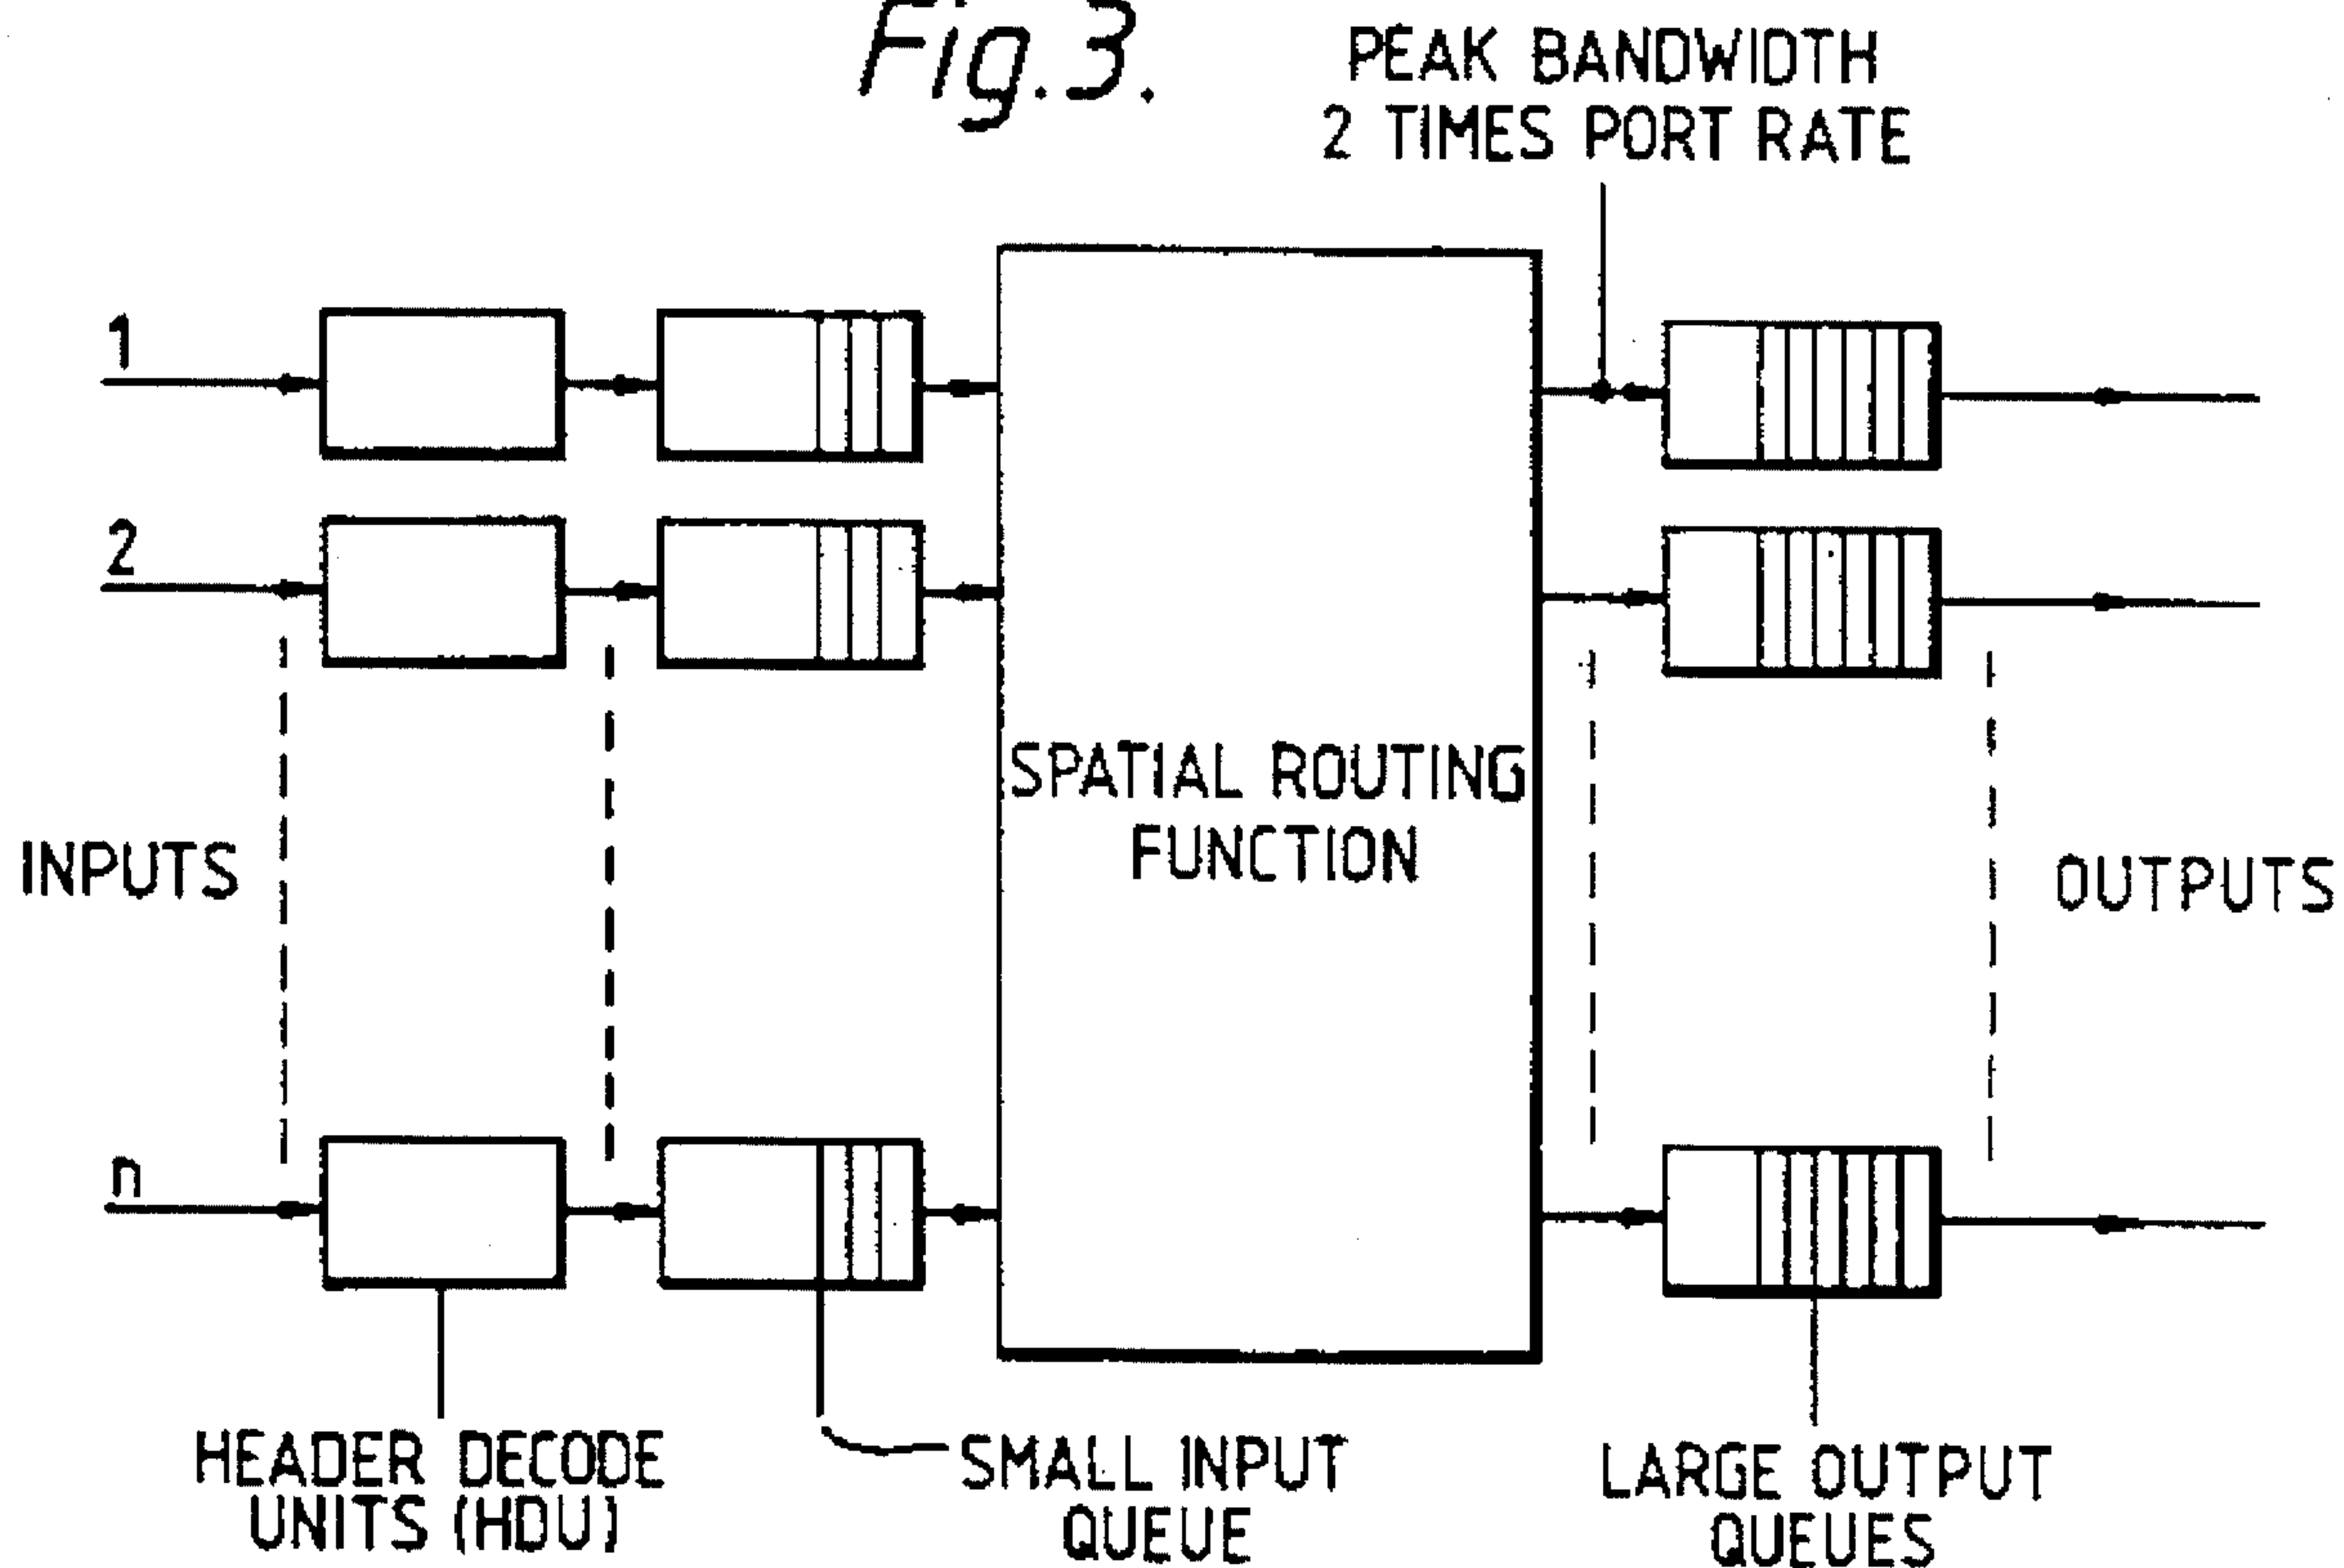 Fig.3.
PEAK BANDWIDTH
2 TIMES PORT RATE
1
2
SPATIAL ROUTING
FUNCTION
INPUTS
OUTPUTS
n
HEADER DECODE
UNITS (HDU)
SMALL INPUT
QUEUE
LARGE OUTPUT
QUEUES